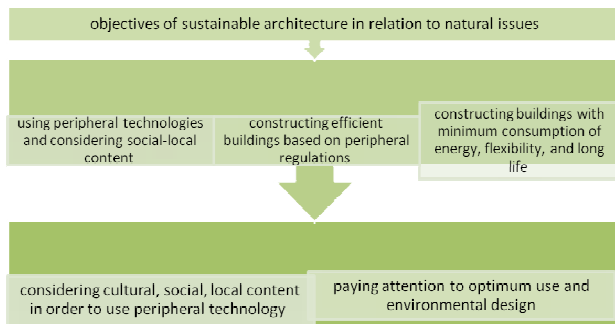 objectives of sustainable architecture in relation to natural issues
using peripheral technologies
and considering social-local
content
constructing efficient
buildings based on peripheral
regulations
constructing buildings with
minimum consumption of
energy, flexibility, and long
life
considering cultural, social, local content
in order to use peripheral technology
paying attention to optimum use and
environmental design